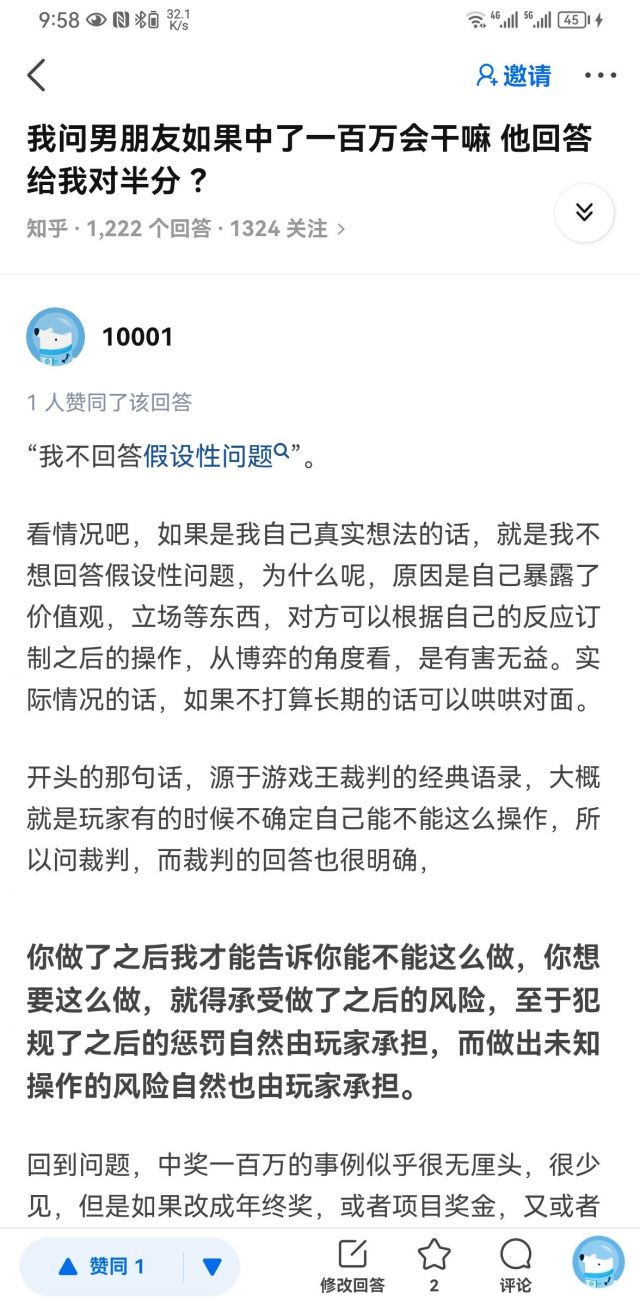 9:58
32.1
K/s
4G
5G
45
邀请
我问男朋友如果中了一百万会干嘛 他回答
给我对半分？
知乎 · 1,222 个回答 · 1324 关注
10001
1 人赞同了该回答
“我不回答假设性问题”。
看情况吧，如果是我自己真实想法的话，就是我不
想回答假设性问题，为什么呢，原因是自己暴露了
价值观，立场等东西，对方可以根据自己的反应订
制之后的操作，从博弈的角度看，是有害无益。实
际情况的话，如果不打算长期的话可以哄哄对面。
开头的那句话，源于游戏王裁判的经典语录，大概
就是玩家有的时候不确定自己能不能这么操作，所
以问裁判，而裁判的回答也很明确，
你做了之后我才能告诉你能不能这么做，你想
要这么做，就得承受做了之后的风险，至于犯
规了之后的惩罚自然由玩家承担，而做出未知
操作的风险自然也由玩家承担。
回到问题，中奖一百万的事例似乎很无厘头，很少
见，但是如果改成年终奖，或者项目奖金，又或者
赞同 1
修改回答
2
评论